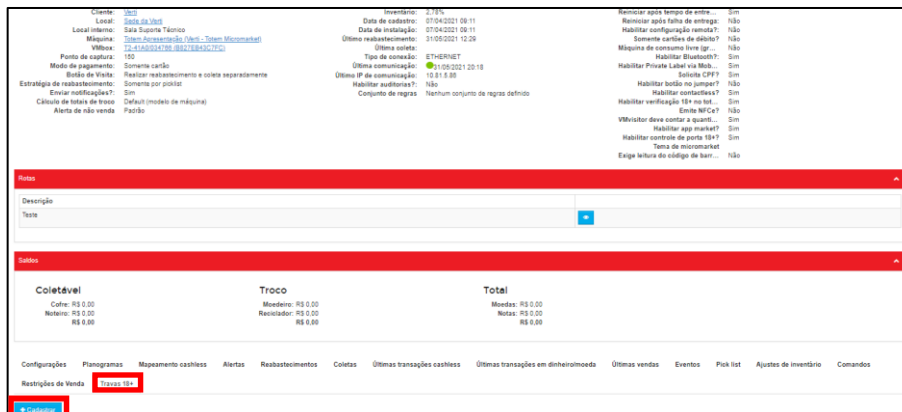 Cliente: Verti
Local: Sede da Verti
Local interno: Sala Suporte Técnico
Máquina: Totem Apresentação (Verti - Totem Micromarket)
VMbox: T2-41A0/034766 (B827EB43C7FC)
Ponto de captura: 150
Modo de pagamento: Somente cartão
Botão de Visita: Realizar reabastecimento e coleta separadamente
Estratégia de reabastecimento: Somente por picklist
Enviar notificações?: Sim
Cálculo de totais de troco Default (modelo de máquina)
Alerta de não venda Padrão
Inventário: 2,78%
Data de cadastro: 07/04/2021 09:11
Data de instalação: 07/04/2021 09:11
Último reabastecimento: 31/05/2021 12:29
Última coleta:
Tipo de conexão: ETHERNET
Última comunicação: 31/05/2021 20:18
Último IP de comunicação: 10.81.5.86
Habilitar auditorias?: Não
Conjunto de regras Nenhum conjunto de regras definido
Reiniciar após tempo de entre... Sim
Reiniciar após falha de entrega: Não
Habilitar configuração remota?: Não
Somente cartões de débito? Não
Máquina de consumo livre (gr... Não
Habilitar Bluetooth?: Sim
Habilitar Private Label via Mob... Sim
Solicita CPF? Sim
Habilitar botão no jumper? Não
Habilitar contactless? Sim
Habilitar verificação 18+ no tot... Sim
Emite NFCe? Não
VMvisitor deve contar a quanti... Sim
Habilitar app market? Sim
Habilitar controle de porta 18+? Sim
Tema de micromarket
Exige leitura do código de barr... Não
Rotas
Descrição
Teste
Saldos
Coletável
Cofre: R$ 0,00
Noteiro: R$ 0,00
R$ 0,00
Troco
Moedeiro: R$ 0,00
Reciclador: R$ 0,00
R$ 0,00
Total
Moedas: R$ 0,00
Notas: R$ 0,00
R$ 0,00
Configurações Planogramas Mapeamento cashless Alertas Reabastecimentos Coletas Últimas transações cashless Últimas transações em dinheiro/moeda Últimas vendas Eventos Pick list Ajustes de inventário Comandos
Restrições de Venda Travas 18+
+ Cadastrar